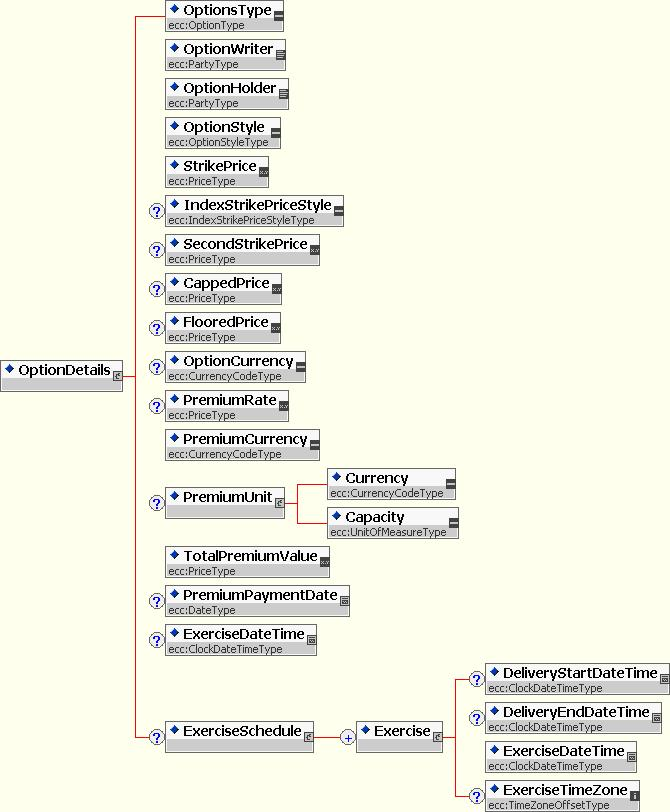 OptionsType
ecc:OptionType
OptionWriter
ecc:PartyType
OptionHolder
ecc:PartyType
OptionStyle
ecc:OptionStyleType
StrikePrice
ecc:PriceType
? IndexStrikePriceStyle
ecc:IndexStrikePriceStyleType
? SecondStrikePrice
ecc:PriceType
? CappedPrice
ecc:PriceType
? FlooredPrice
ecc:PriceType
OptionDetails
? OptionCurrency
ecc:CurrencyCodeType
? PremiumRate
ecc:PriceType
PremiumCurrency
ecc:CurrencyCodeType
? PremiumUnit
Currency
ecc:CurrencyCodeType
Capacity
ecc:UnitOfMeasureType
TotalPremiumValue
ecc:PriceType
? PremiumPaymentDate
ecc:DateType
? ExerciseDateTime
ecc:ClockDateTimeType
? ExerciseSchedule
+ Exercise
? DeliveryStartDateTime
ecc:ClockDateTimeType
? DeliveryEndDateTime
ecc:ClockDateTimeType
ExerciseDateTime
ecc:ClockDateTimeType
? ExerciseTimeZone
ecc:TimeZoneOffsetType